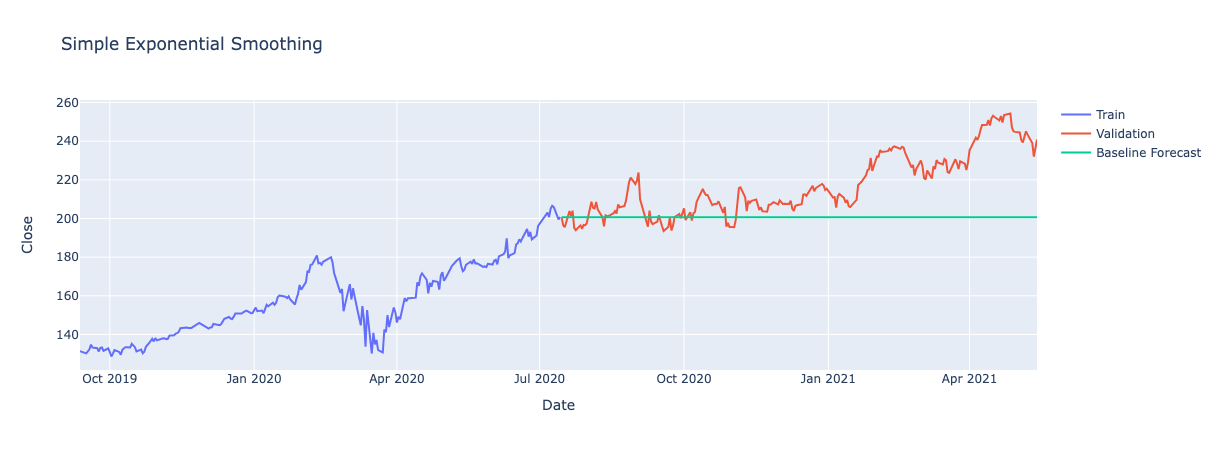 Simple Exponential Smoothing
Train
Validation
Baseline Forecast
260
240
220
200
180
160
140
Close
Oct 2019
Jan 2020
Apr 2020
Jul 2020
Oct 2020
Jan 2021
Apr 2021
Date